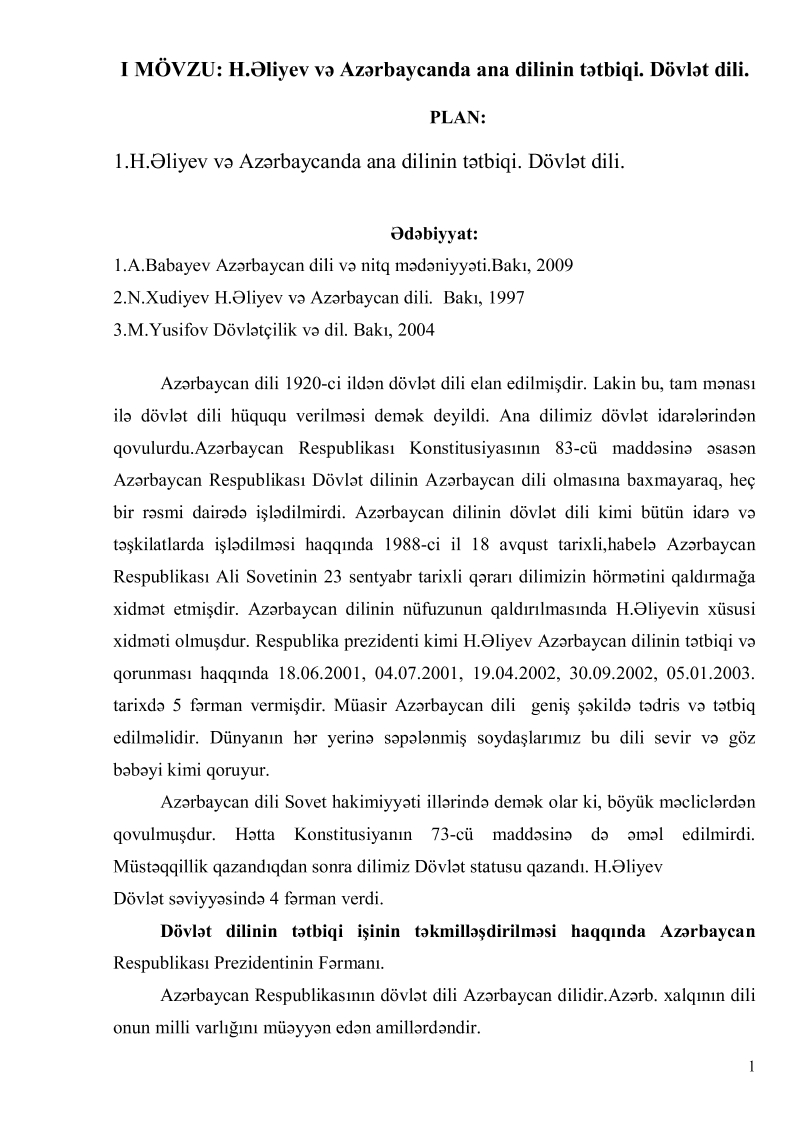 I MÖVZU: H.Əliyev və Azərbaycanda ana dilinin tətbiqi. Dövlət dili.
PLAN:
1.H.Əliyev və Azərbaycanda ana dilinin tətbiqi. Dövlət dili.
Ədəbiyyat:
1.A.Babayev Azərbaycan dili və nitq mədəniyyəti.Bakı, 2009
2.N.Xudiyev H.Əliyev və Azərbaycan dili.  Bakı, 1997
3.M.Yusifov Dövlətçilik və dil. Bakı, 2004
Azərbaycan dili 1920-ci ildən dövlət dili elan edilmişdir. Lakin bu, tam mənası
ilə dövlət dili hüququ verilməsi demək deyildi. Ana dilimiz dövlət idarələrindən
qovulurdu.Azərbaycan Respublikası Konstitusiyasının 83-cü maddəsinə əsasən
Azərbaycan Respublikası Dövlət dilinin Azərbaycan dili olmasına baxmayaraq, heç
bir rəsmi dairədə işlədilmirdi. Azərbaycan dilinin dövlət dili kimi bütün idarə və
təşkilatlarda işlədilməsi haqqında 1988-ci il 18 avqust tarixli,habelə Azərbaycan
Respublikası Ali Sovetinin 23 sentyabr tarixli qərarı dilimizin hörmətini qaldırmağa
xidmət etmişdir. Azərbaycan dilinin nüfuzunun qaldırılmasında H.Əliyevin xüsusi
xidməti olmuşdur. Respublika prezidenti kimi H.Əliyev Azərbaycan dilinin tətbiqi və
qorunması haqqında 18.06.2001, 04.07.2001, 19.04.2002, 30.09.2002, 05.01.2003.
tarixdə 5 fərman vermişdir. Müasir Azərbaycan dili  geniş şəkildə tədris və tətbiq
edilməlidir. Dünyanın hər yerinə səpələnmiş soydaşlarımız bu dili sevir və göz
bəbəyi kimi qoruyur.
Azərbaycan dili Sovet hakimiyyəti illərində demək olar ki, böyük məclislərdən
qovulmuşdur. Hətta Konstitusiyanın 73-cü maddəsinə də əməl edilmirdi.
Müstəqqillik qazandıqdan sonra dilimiz Dövlət statusu qazandı. H.Əliyev
Dövlət səviyyəsində 4 fərman verdi.
Dövlət dilinin tətbiqi işinin təkmilləşdirilməsi haqqında Azərbaycan
Respublikası Prezidentinin Fərmanı.
Azərbaycan Respublikasının dövlət dili Azərbaycan dilidir.Azərb. xalqının dili
onun milli varlığını müəyyən edən amillərdəndir.
1